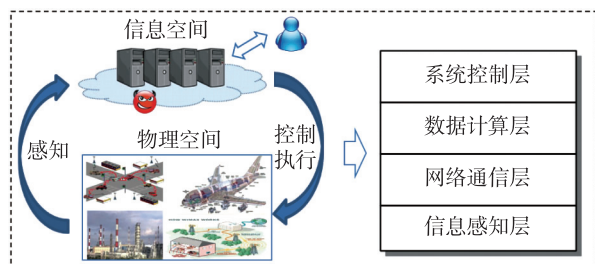 信息空间
感知
物理空间
控制
执行
系统控制层
数据计算层
网络通信层
信息感知层